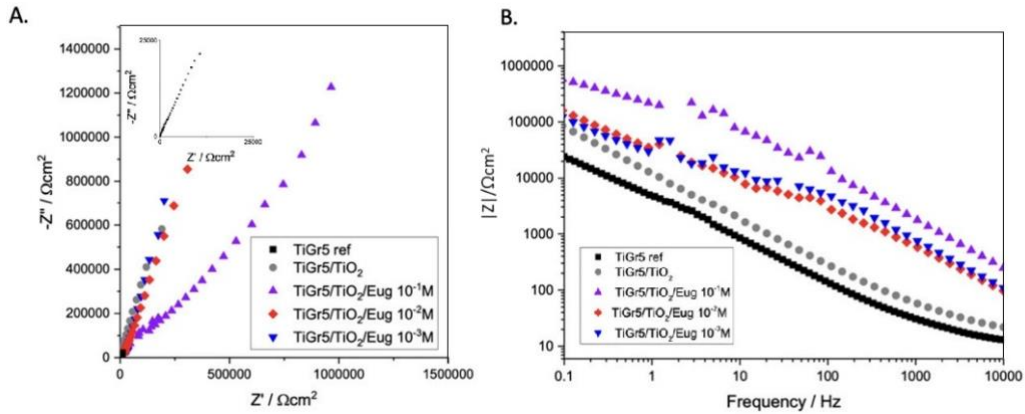 A.
1400000
1200000
1000000
800000
600000
400000
200000
0
-Z'' / Ωcm²
25000
0
0
25000
-Z'' / Ωcm²
Z' / Ωcm²
TiGr5 ref
TiGr5/TiO₂
TiGr5/TiO₂/Eug 10⁻¹M
TiGr5/TiO₂/Eug 10⁻²M
TiGr5/TiO₂/Eug 10⁻³M
0
500000
1000000
1500000
Z' / Ωcm²
B.
1000000
100000
10000
1000
100
10
|Z| /Ωcm²
TiGr5 ref
TiGr5/TiO₂
TiGr5/TiO₂/Eug 10⁻¹M
TiGr5/TiO₂/Eug 10⁻²M
TiGr5/TiO₂/Eug 10⁻³M
0.1
1
10
100
1000
10000
Frequency / Hz